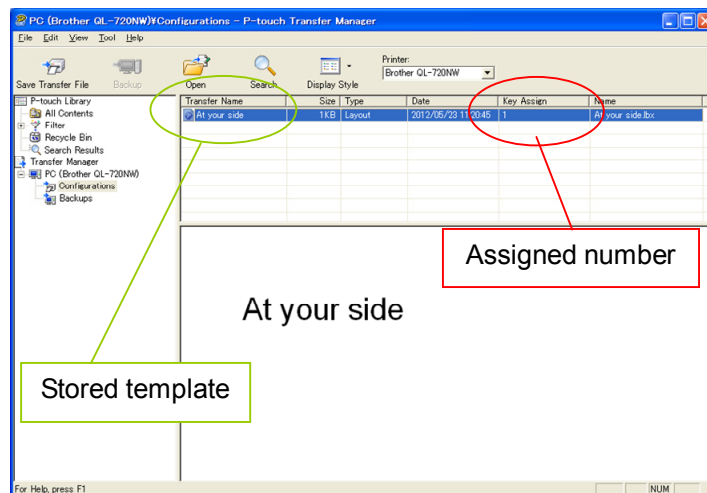 PC (Brother QL-720NW)¥Configurations - P-touch Transfer Manager
File Edit View Tool Help
Save Transfer File Backup Open Search Display Style
Printer:
Brother QL-720NW
P-touch Library
All Contents
Filter
Recycle Bin
Search Results
Transfer Manager
PC (Brother QL-720NW)
Configurations
Backups
Transfer Name Size Type Date Key Assign Name
At your side 1KB Layout 2012/05/23 11:20:45 1 At your side.lbx
Assigned number
At your side
Stored template
For Help, press F1
NUM